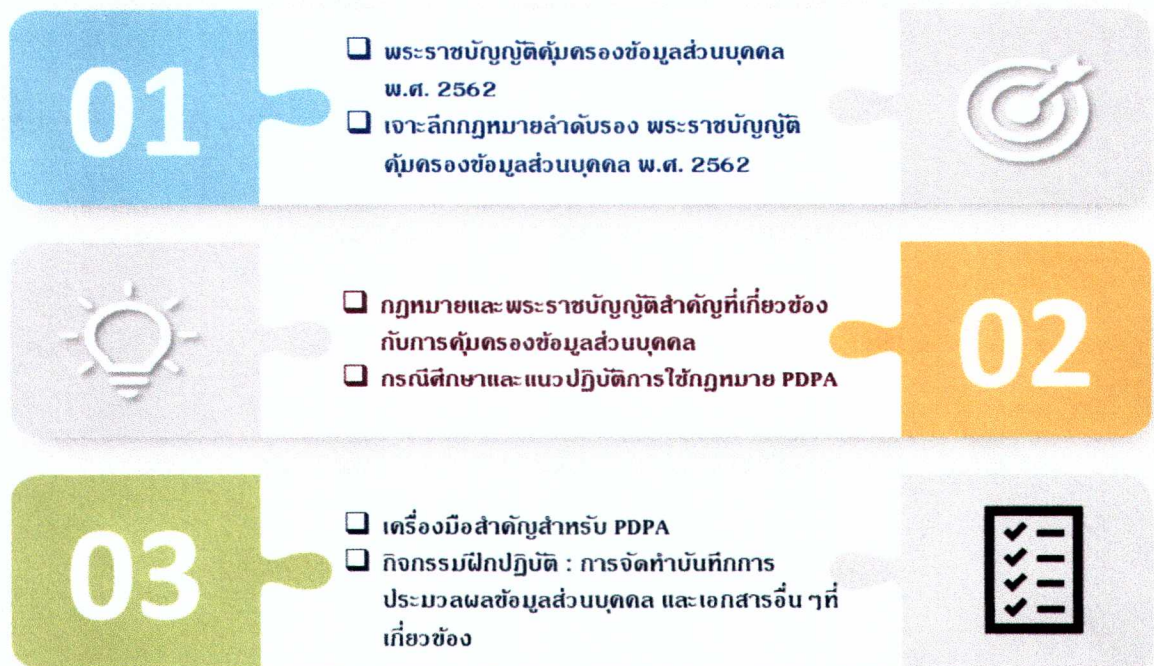 01
❑ พระราชบัญญัติคุ้มครองข้อมูลส่วนบุคคล
พ.ศ. 2562
❑ เจาะลึกกฎหมายลำดับรอง พระราชบัญญัติ
คุ้มครองข้อมูลส่วนบุคคล พ.ศ. 2562
❑ กฎหมายและพระราชบัญญัติสำคัญที่เกี่ยวข้อง
กับการคุ้มครองข้อมูลส่วนบุคคล
❑ กรณีศึกษาและแนวปฏิบัติการใช้กฎหมาย PDPA
02
03
❑ เครื่องมือสำคัญสำหรับ PDPA
❑ กิจกรรมฝึกปฏิบัติ : การจัดทำบันทึกการ
ประมวลผลข้อมูลส่วนบุคคล และเอกสารอื่น ๆที่
เกี่ยวข้อง